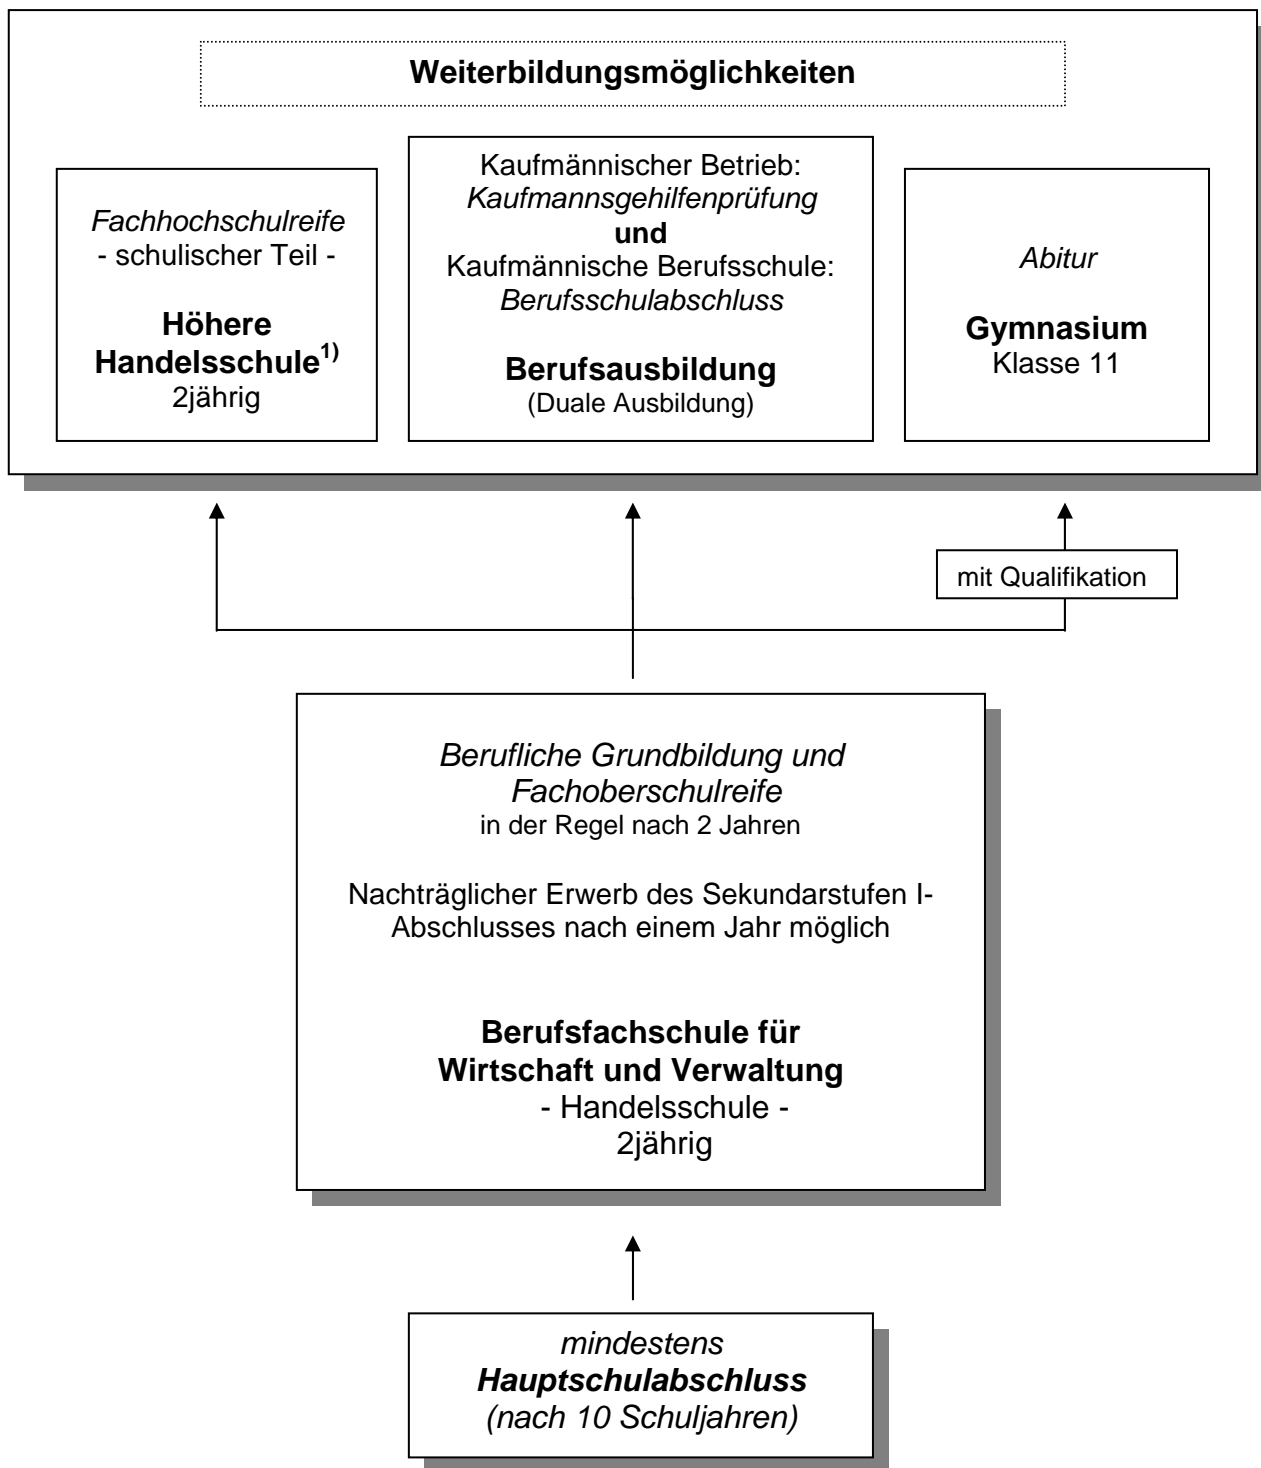 Weiterbildungsmöglichkeiten
Fachhochschulreife
- schulischer Teil -
Höhere
Handelsschule¹⁾
2jährig
Kaufmännischer Betrieb:
Kaufmannsgehilfenprüfung
und
Kaufmännische Berufsschule:
Berufsschulabschluss
Berufsausbildung
(Duale Ausbildung)
Abitur
Gymnasium
Klasse 11
mit Qualifikation
Berufliche Grundbildung und
Fachoberschulreife
in der Regel nach 2 Jahren
Nachträglicher Erwerb des Sekundarstufen I-
Abschlusses nach einem Jahr möglich
Berufsfachschule für
Wirtschaft und Verwaltung
- Handelsschule -
2jährig
mindestens
Hauptschulabschluss
(nach 10 Schuljahren)